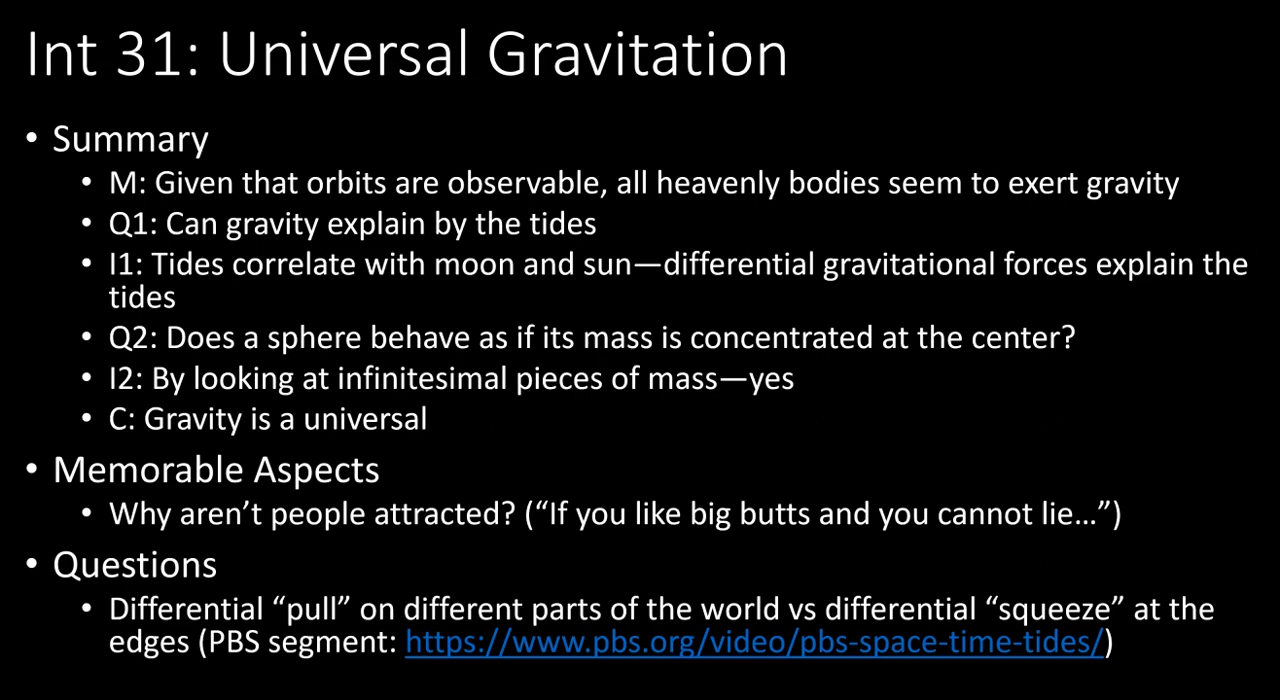 Int 31: Universal Gravitation
• Summary
• M: Given that orbits are observable, all heavenly bodies seem to exert gravity
• Q1: Can gravity explain by the tides
• I1: Tides correlate with moon and sun—differential gravitational forces explain the
tides
• Q2: Does a sphere behave as if its mass is concentrated at the center?
• I2: By looking at infinitesimal pieces of mass—yes
• C: Gravity is a universal
• Memorable Aspects
• Why aren’t people attracted? (“If you like big butts and you cannot lie…”)
• Questions
• Differential “pull” on different parts of the world vs differential “squeeze” at the
edges (PBS segment: https://www.pbs.org/video/pbs-space-time-tides/)